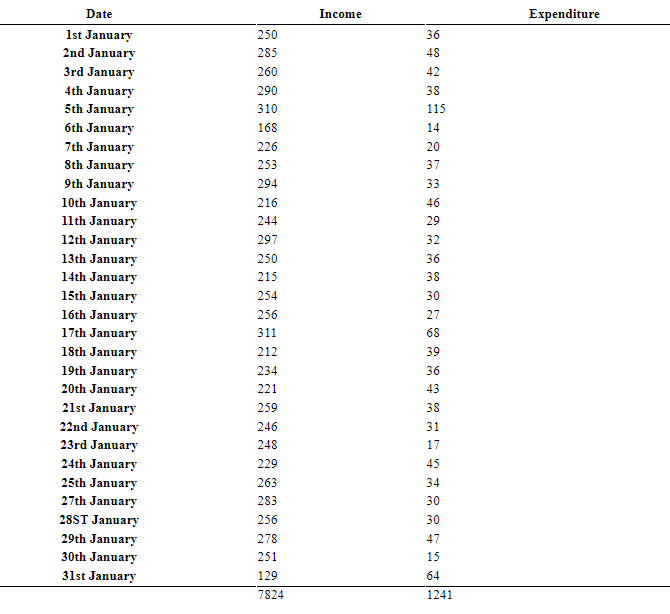 Date Income Expenditure
1st January 250 36
2nd January 285 48
3rd January 260 42
4th January 290 38
5th January 310 115
6th January 168 14
7th January 226 20
8th January 253 37
9th January 294 33
10th January 216 46
11th January 244 29
12th January 297 32
13th January 250 36
14th January 215 38
15th January 254 30
16th January 256 27
17th January 311 68
18th January 212 39
19th January 234 36
20th January 221 43
21st January 259 38
22nd January 246 31
23rd January 248 17
24th January 229 45
25th January 263 34
27th January 283 30
28ST January 256 30
29th January 278 47
30th January 251 15
31st January 129 64
7824 1241